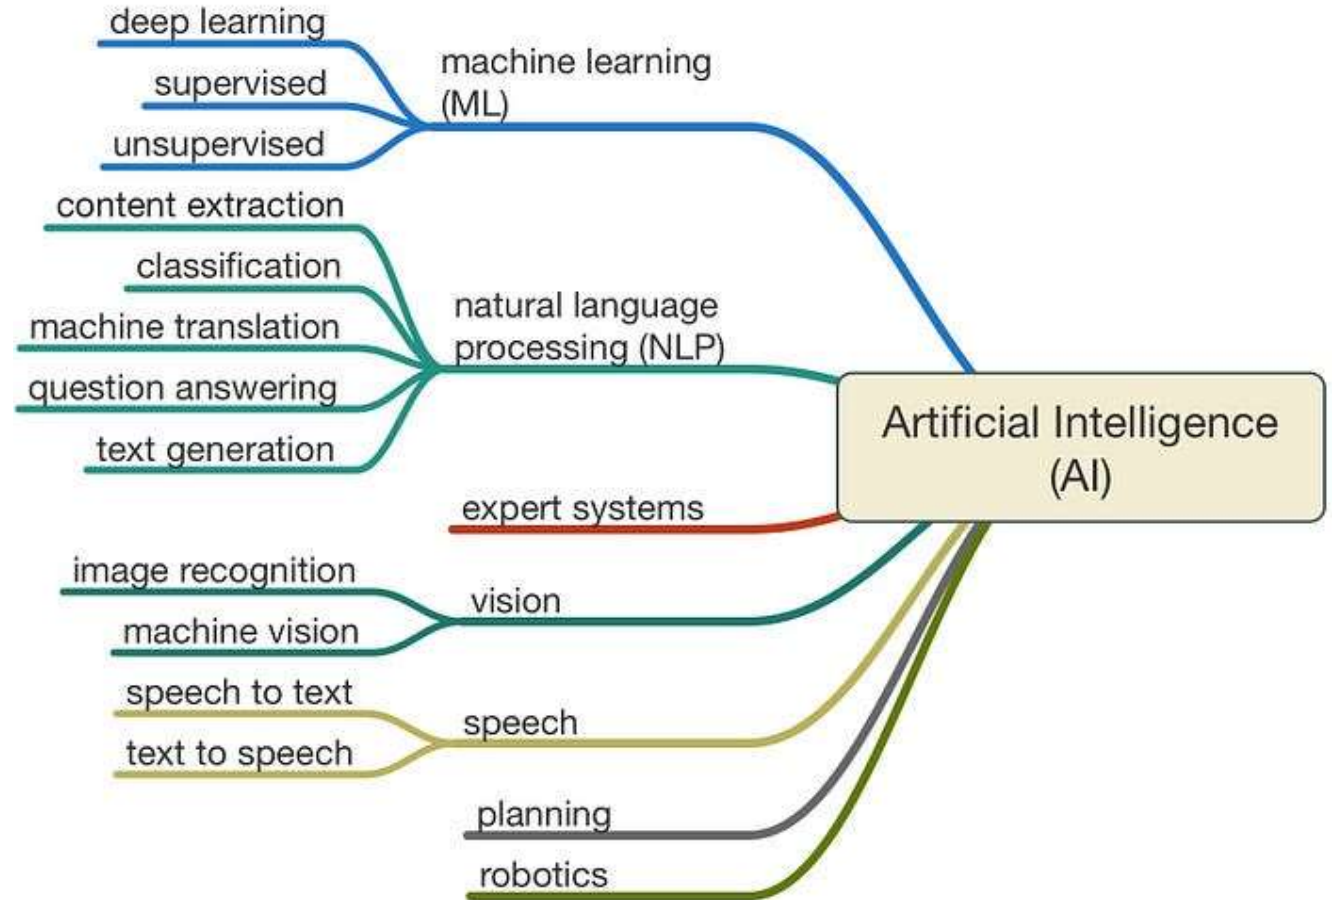 deep learning
supervised
unsupervised
machine learning
(ML)
content extraction
classification
machine translation
question answering
text generation
natural language
processing (NLP)
Artificial Intelligence
(AI)
expert systems
image recognition
machine vision
vision
speech to text
text to speech
speech
planning
robotics